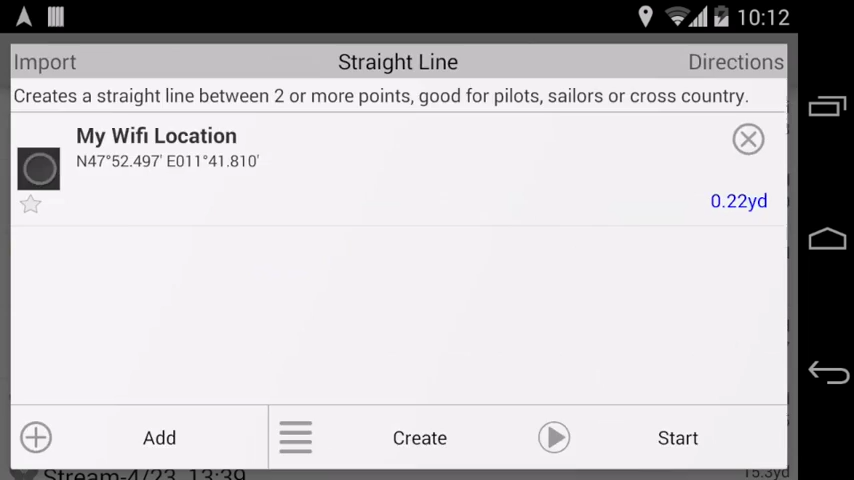 10:12
Import Straight Line Directions
Creates a straight line between 2 or more points, good for pilots, sailors or cross country.
My Wifi Location
N47°52.497' E011°41.810'
0.22yd
Add Create Start
Stream-4/23, 13:39
15.3yd